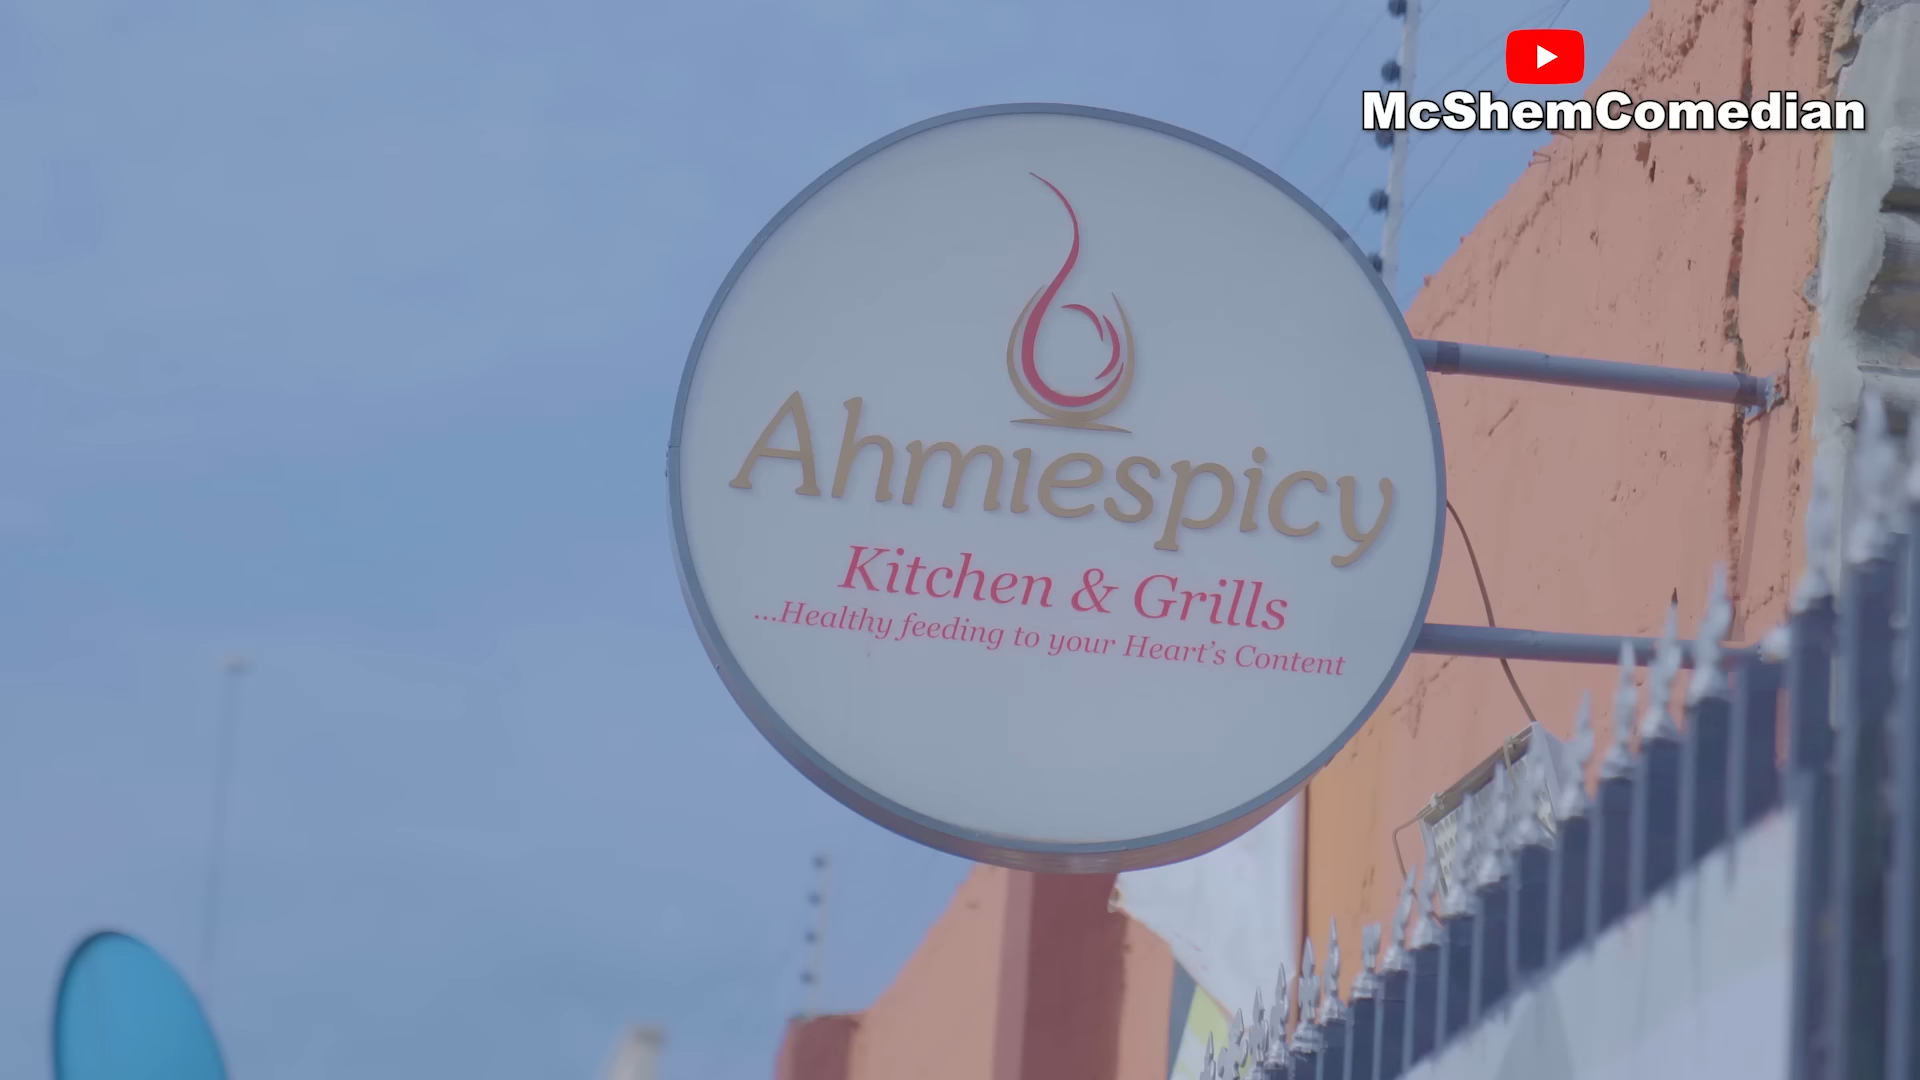 McShemComedian
Ahmiespicy
Kitchen & Grills
...Healthy feeding to your Heart's Content